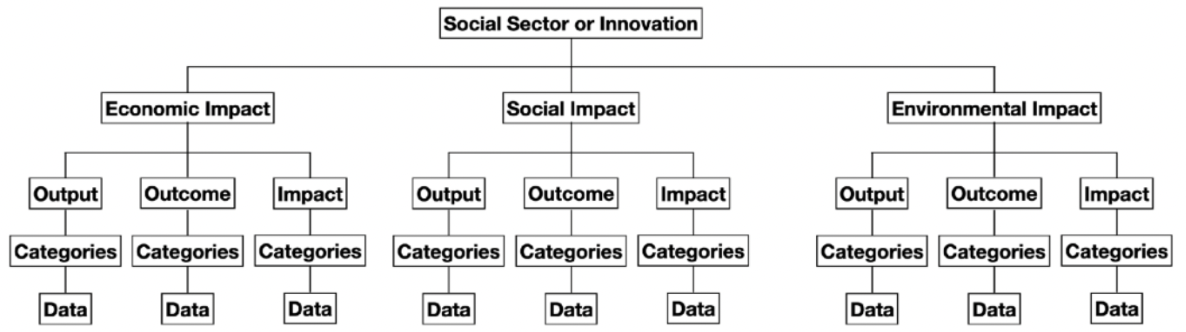 Social Sector or Innovation
Economic Impact Social Impact Environmental Impact
Output Outcome Impact Output Outcome Impact Output Outcome Impact
Categories Categories Categories Categories Categories Categories Categories Categories Categories
Data Data Data Data Data Data Data Data Data